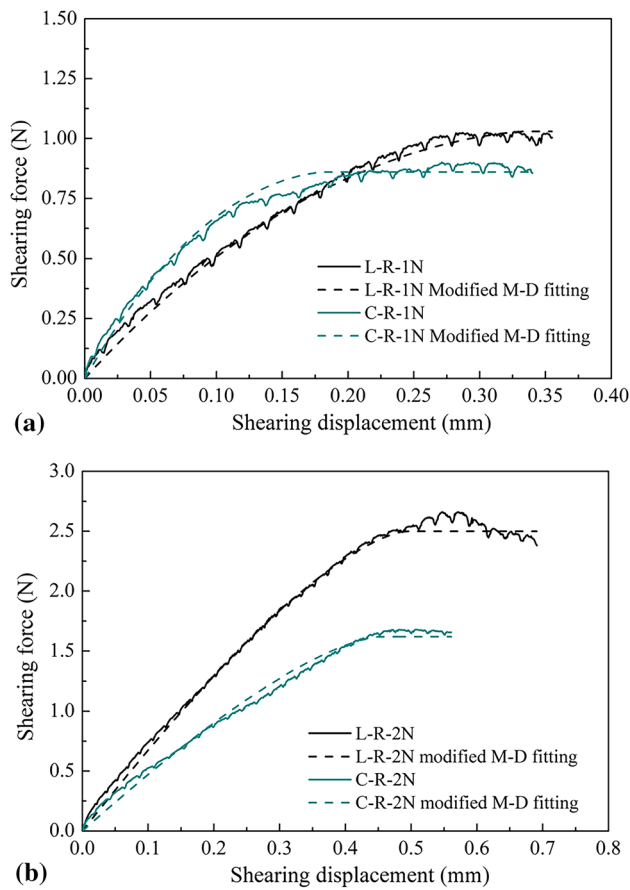 1.50
1.25
1.00
0.75
0.50
0.25
0.00
Shearing force (N)
L-R-1N
L-R-1N Modified M-D fitting
C-R-1N
C-R-1N Modified M-D fitting
0.00 0.05 0.10 0.15 0.20 0.25 0.30 0.35 0.40
(a) Shearing displacement (mm)
3.0
2.5
2.0
1.5
1.0
0.5
0.0
Shearing force (N)
L-R-2N
L-R-2N modified M-D fitting
C-R-2N
C-R-2N modified M-D fitting
0.0 0.1 0.2 0.3 0.4 0.5 0.6 0.7 0.8
(b) Shearing displacement (mm)